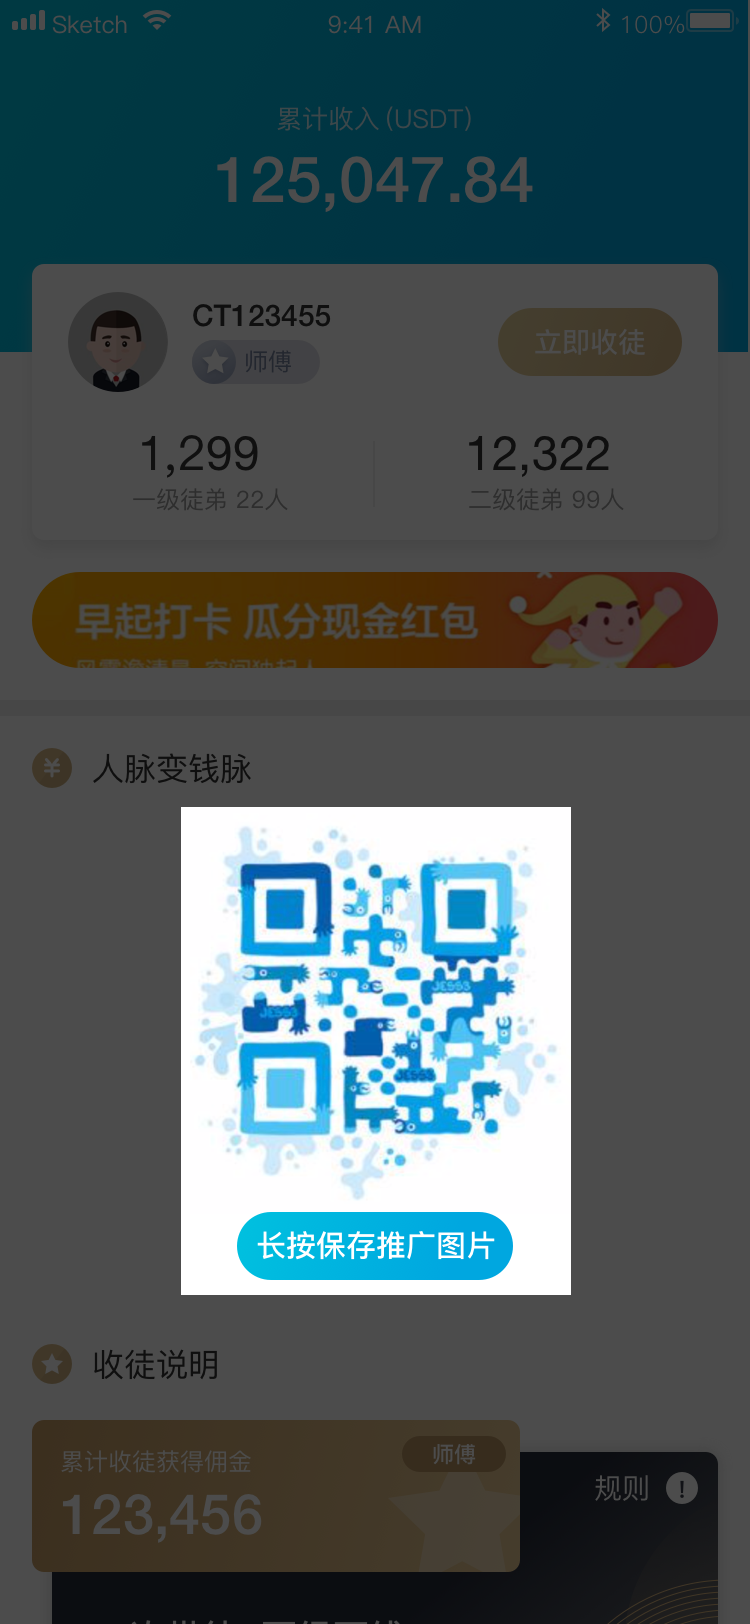 Sketch 9:41 AM 100%
累计收入 (USDT)
125,047.84
CT123455
师傅
立即收徒
1,299
12,322
一级徒弟 22人
二级徒弟 99人
早起打卡 瓜分现金红包
¥ 人脉变钱脉
JESS3
JESS3
JESS3
长按保存推广图片
收徒说明
累计收徒获得佣金
师傅
123,456
规则 !